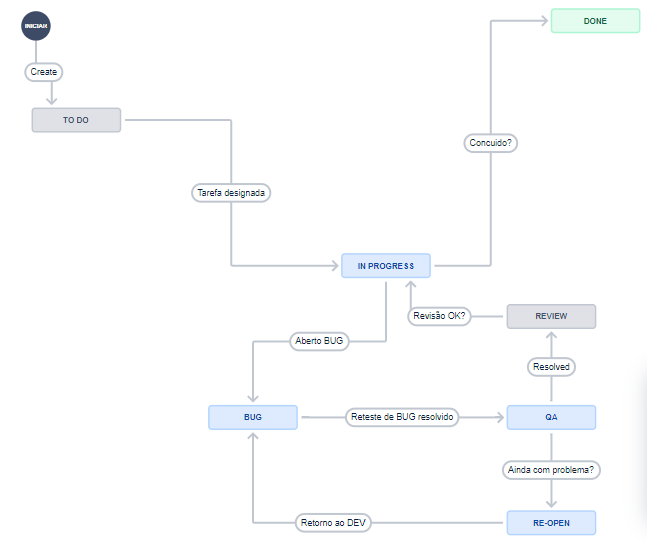 INICIAR
DONE
Create
TO DO
Concuido?
Tarefa designada
IN PROGRESS
Revisão OK?
REVIEW
Aberto BUG
Resolved
BUG
Reteste de BUG resolvido
QA
Ainda com problema?
Retorno ao DEV
RE-OPEN